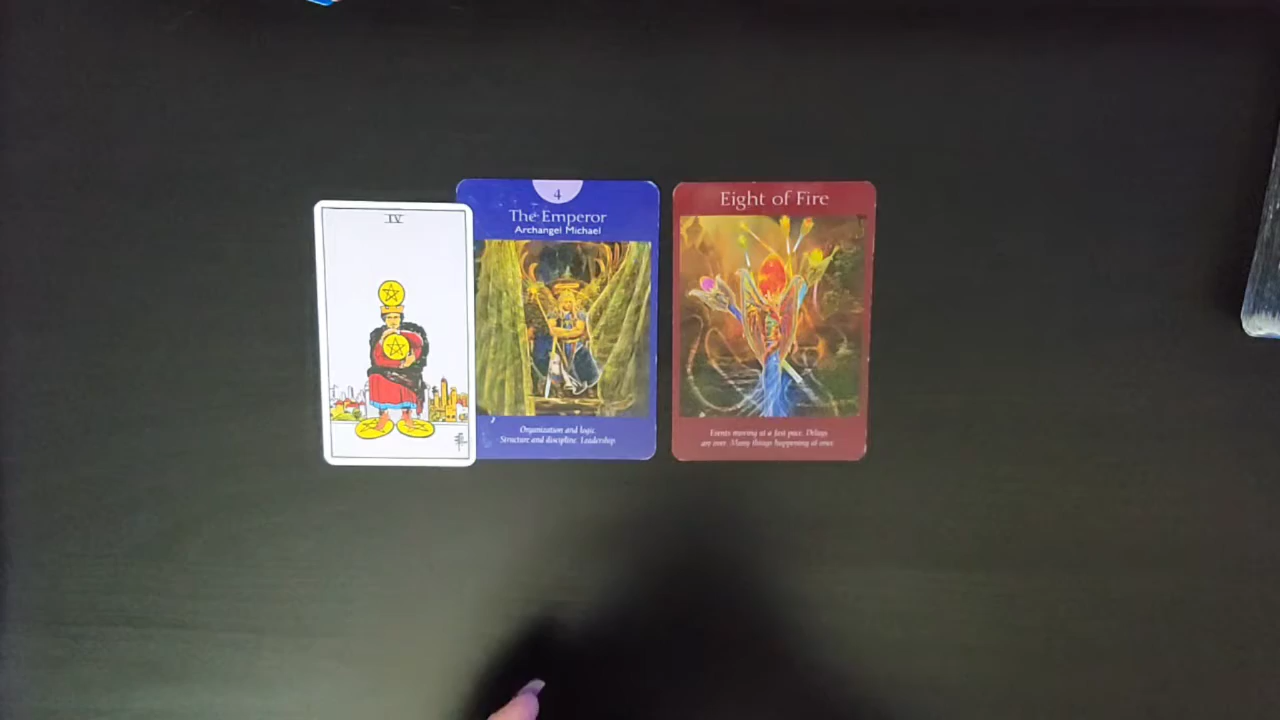 IV
4
The Emperor
Archangel Michael
Organization and logic.
Structure and discipline. Leadership.
Eight of Fire
Events moving at a fast pace. Delays
are over. Many things happening at once.